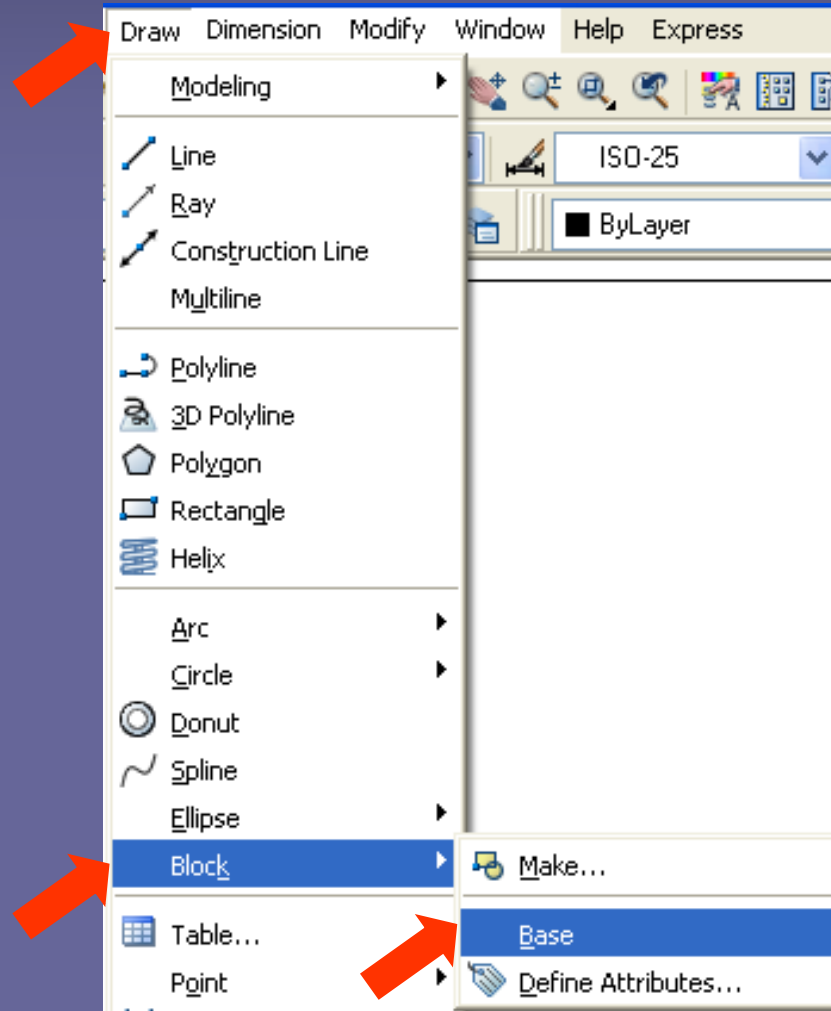 Draw Dimension Modify Window Help Express
Modeling
ISO-25
Line
Ray
ByLayer
Construction Line
Multiline
Polyline
3D Polyline
Polygon
Rectangle
Helix
Arc
Circle
Donut
Spline
Ellipse
Block
Make...
Table...
Base
Point
Define Attributes...